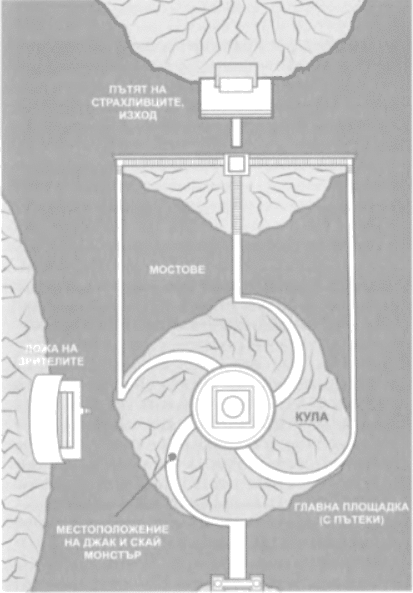 ПЪТЯТ НА
СТРАХЛИВЦИТЕ.
ИЗХОД
МОСТОВЕ
ЛОЖА НА
ЗРИТЕЛИТЕ
КУЛА
ГЛАВНА ПЛОЩАДКА
(С ПЪТЕКИ)
МЕСТОПОЛОЖЕНИЕ
НА ДЖАК И СКАЙ
МОНСТЪР